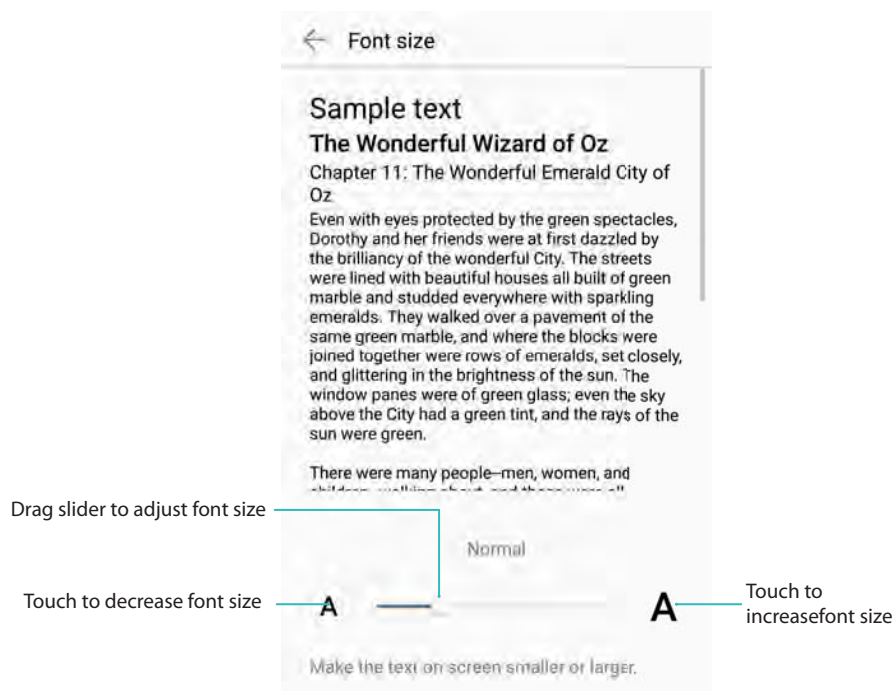 Font size
Sample text
The Wonderful Wizard of Oz
Chapter 11: The Wonderful Emerald City of
Oz
Even with eyes protected by the green spectacles,
Dorothy and her friends were at first dazzled by
the brilliancy of the wonderful City. The streets
were lined with beautiful houses all built of green
marble and studded everywhere with sparkling
emeralds. They walked over a pavement of the
same green marble, and where the blocks were
joined together were rows of emeralds, set closely,
and glittering in the brightness of the sun. The
window panes were of green glass; even the sky
above the City had a green tint, and the rays of the
sun were green.
There were many people–men, women, and
Drag slider to adjust font size
Normal
Touch to decrease font size
A
A
Touch to
increasefont size
Make the text on screen smaller or larger.